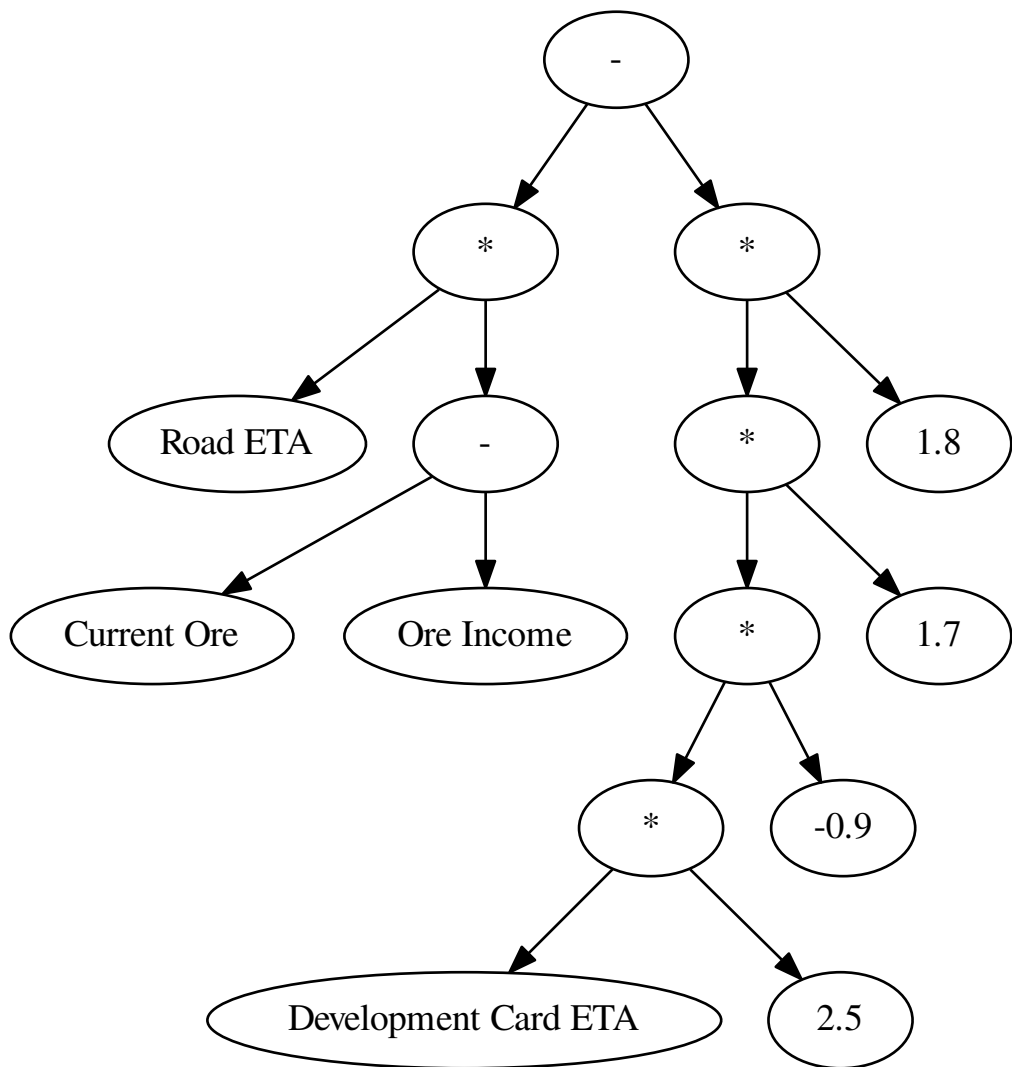 -
* *
Road ETA - * 1.8
Current Ore Ore Income * 1.7
* -0.9
Development Card ETA 2.5